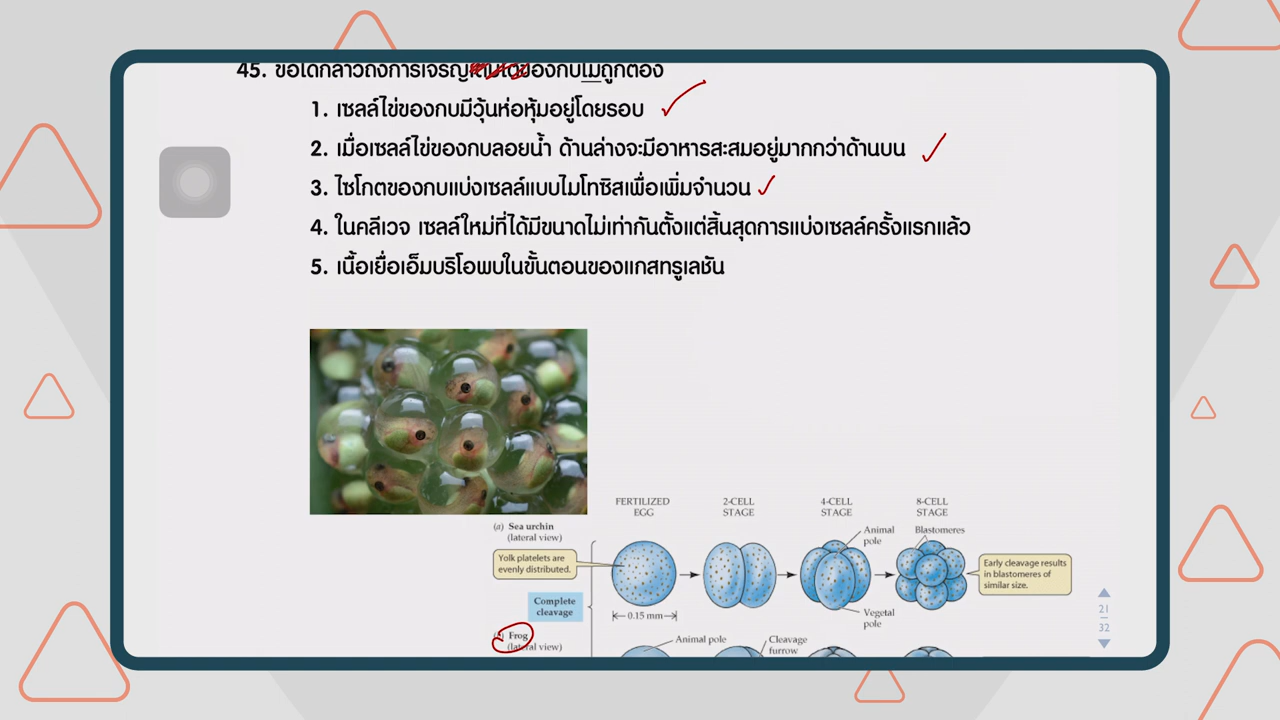 45. ข้อใดกล่าวถึงการเจริญเติบโตของกบไม่ถูกต้อง
1. เซลล์ไข่ของกบมีวุ้นห่อหุ้มอยู่โดยรอบ
2. เมื่อเซลล์ไข่ของกบลอยน้ำ ด้านล่างจะมีอาหารสะสมอยู่มากกว่าด้านบน
3. ไซโกตของกบแบ่งเซลล์แบบไมโทซิสเพื่อเพิ่มจำนวน
4. ในคลีเวจ เซลล์ใหม่ที่ได้มีขนาดไม่เท่ากันตั้งแต่สิ้นสุดการแบ่งเซลล์ครั้งแรกแล้ว
5. เนื้อเยื่อเอ็มบริโอพบในขั้นตอนของแกสทรูเลชัน
FERTILIZED EGG
2-CELL STAGE
4-CELL STAGE
8-CELL STAGE
(a) Sea urchin
(lateral view)
Animal pole
Blastomeres
Yolk platelets are
evenly distributed.
Early cleavage results
in blastomeres of
similar size.
Complete
cleavage
0.15 mm
Vegetal
pole
21
32
Frog
(lateral view)
Animal pole
Cleavage
furrow